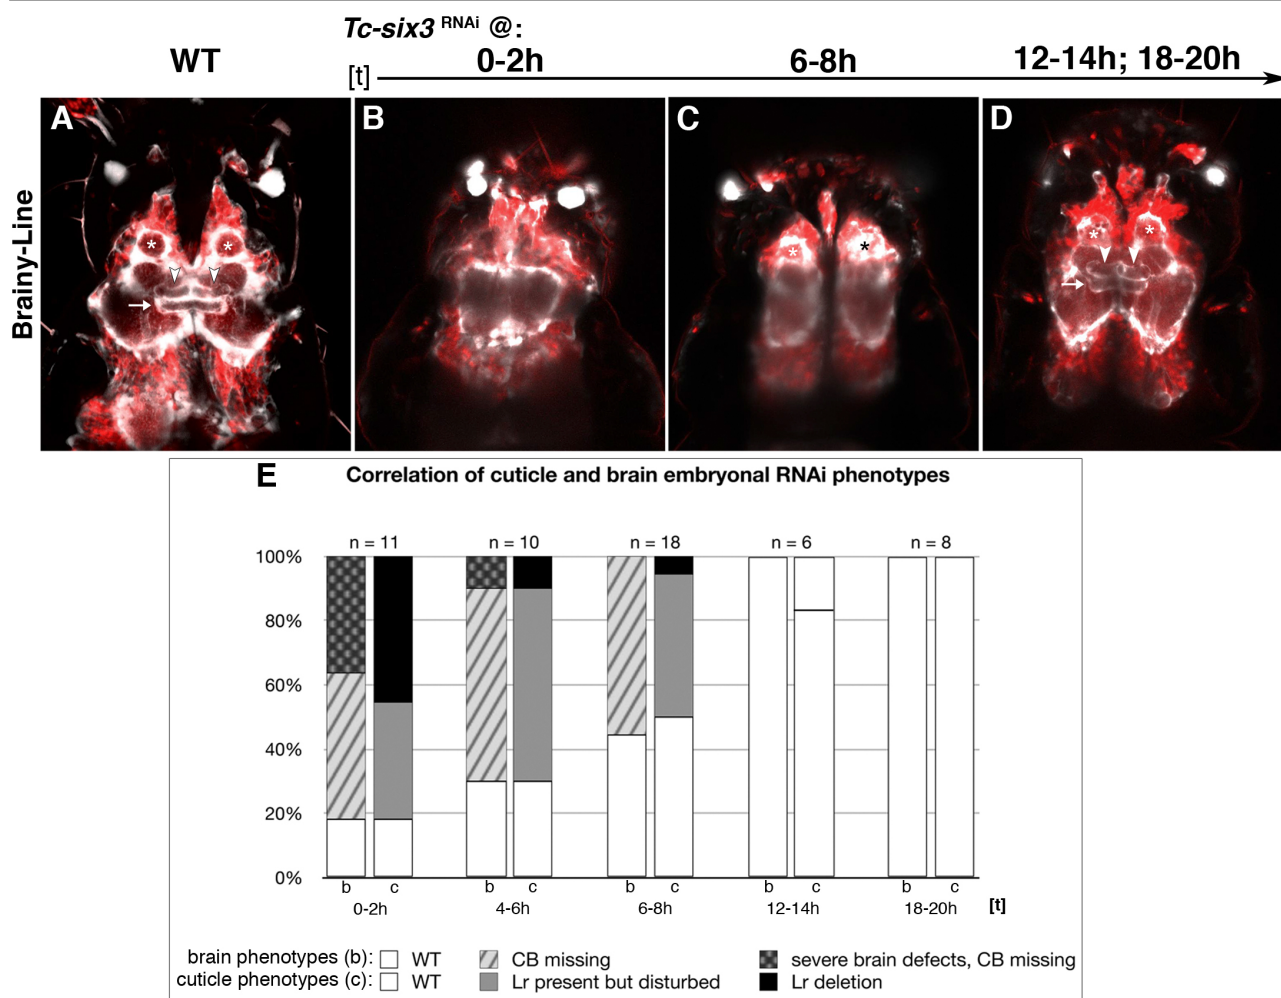 Tc-six3 RNAi @:
WT
0-2h
6-8h
12-14h; 18-20h
[t]
Brainy-Line
A
B
C
D
*
*
*
*
*
*
E
Correlation of cuticle and brain embryonal RNAi phenotypes
n = 11
n = 10
n = 18
n = 6
n = 8
100%
80%
60%
40%
20%
0%
b c b c b c b c b c
0-2h 4-6h 6-8h 12-14h 18-20h [t]
brain phenotypes (b): WT CB missing severe brain defects, CB missing
cuticle phenotypes (c): WT Lr present but disturbed Lr deletion